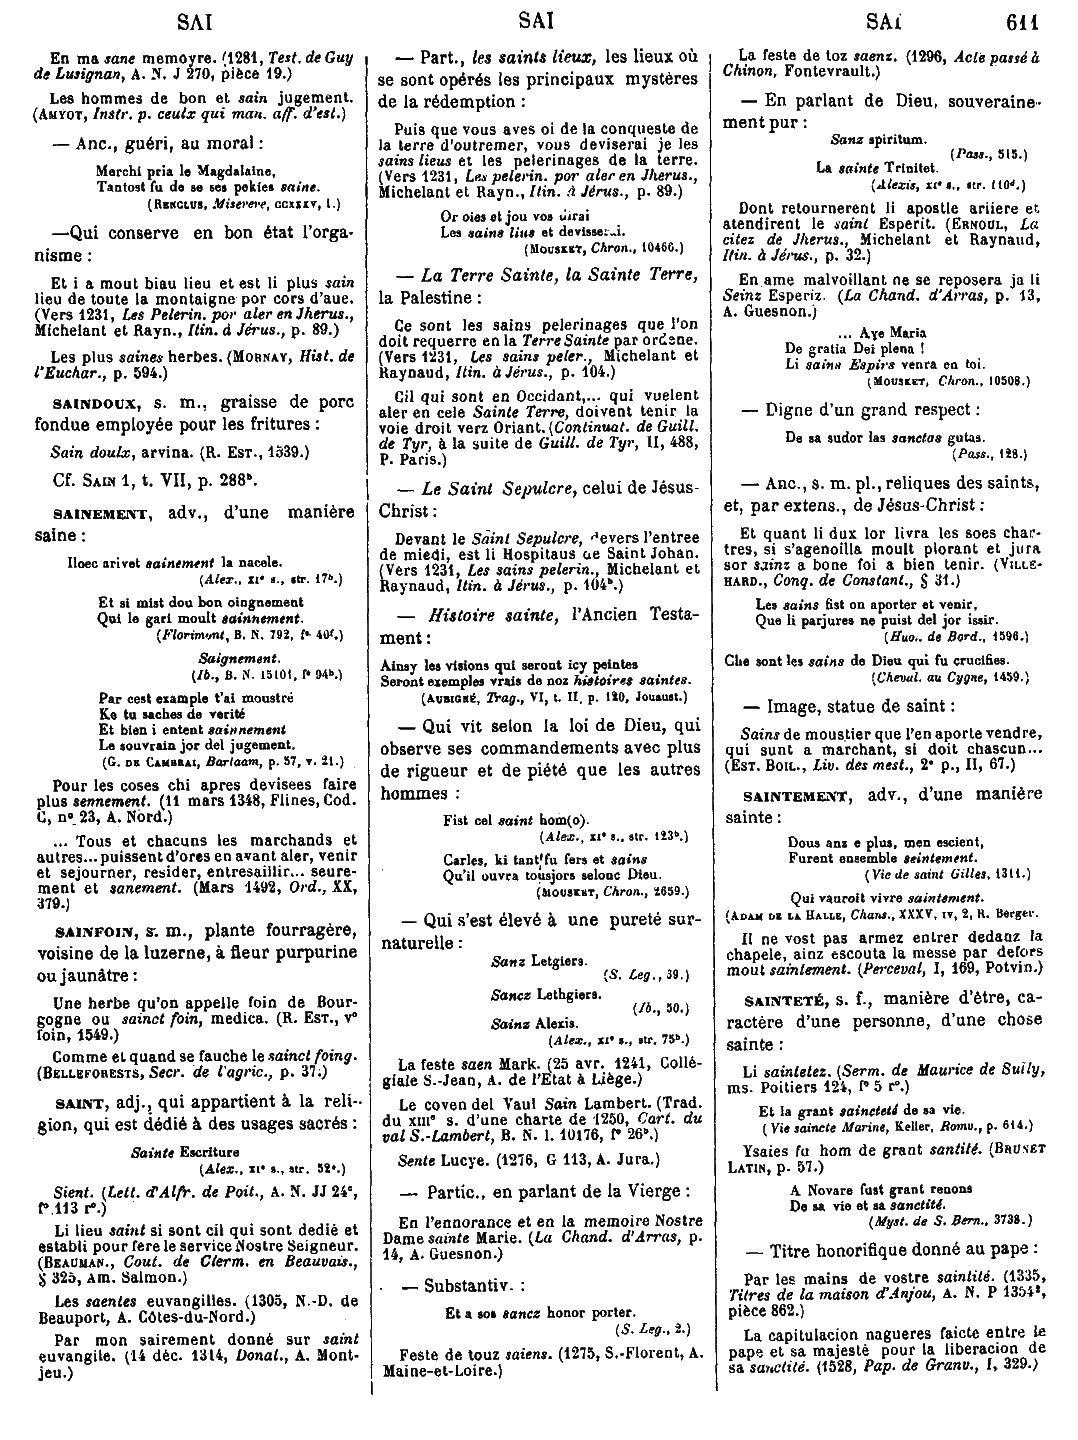 SAI
SAI
SAI
611
En ma sane memoyre. (1281, Test. de Guy
de Lusignan, A. N. J 270, pièce 19.)
Les hommes de bon et sain jugement.
(AMYOT, Instr. p. ceulx qui man. aff. d'est.)
— Anc., guéri, au moral :
Merchi pria le Magdalaine,
Tantost fu de se ses pekies saine.
(RENCLUS, Miserere, CCXXXV, 1.)
—Qui conserve en bon état l'orga-
nisme :
Et i a mout biau lieu et est li plus sain
lieu de toute la montaigne por cors d'aue.
(Vers 1231, Les Pelerin. por aler en Jherus.,
Michelant et Rayn., Itin. à Jérus., p. 89.)
Les plus saines herbes. (MORNAY, Hist. de
l'Euchar., p. 594.)
SAINDOUX, s. m., graisse de porc
fondue employée pour les fritures :
Sain doulx, arvina. (R. EST., 1539.)
Cf. SAIN 1, t. VII, p. 288b.
SAINEMENT, adv., d'une manière
saine :
Iloec arivet sainement la nacele.
(Alex., XIe s., str. 17b.)
Et si mist dou bon oingnement
Qui le gari moult sainnement.
(Florimont, B. N. 792, f° 40f.)
Saignement.
(Ib., B. N. 15101, f° 94b.)
Par cest example t'ai moustré
Ke tu saches de verité
Et bien i entent sainnement
Le souvrain jor del jugement.
(G. DE CAMBRAI, Barlaam, p. 57, v. 21.)
Pour les coses chi apres devisees faire
plus sennement. (11 mars 1348, Flines, Cod.
C, n° 23, A. Nord.)
... Tous et chacuns les marchands et
autres... puissent d'ores en avant aler, venir
et sejourner, resider, entresaillir... seure-
ment et sanement. (Mars 1492, Ord., XX,
379.)
SAINFOIN, s. m., plante fourragère,
voisine de la luzerne, à fleur purpurine
ou jaunâtre :
Une herbe qu'on appelle foin de Bour-
gogne ou sainct foin, medica. (R. EST., v°
foin, 1549.)
Comme et quand se fauche le sainct foing.
(BELLEFORESTS, Secr. de l'agric., p. 37.)
SAINT, adj., qui appartient à la reli-
gion, qui est dédié à des usages sacrés :
Sainte Escriture
(Alex., XIe s., str. 52e.)
Sient. (Lett. d'Alfr. de Poit., A. N. JJ 24c,
f° 113 r°.)
Li lieu saint si sont cil qui sont dedié et
establi pour fere le service Nostre Seigneur.
(BEAUMAN., Cout. de Clerm. en Beauvais.,
§ 325, Am. Salmon.)
Les saentes euvangilles. (1305, N.-D. de
Beauport, A. Côtes-du-Nord.)
Par mon sairement donné sur saint
euvangile. (14 déc. 1314, Donat., A. Mont-
jeu.)
— Part., les saints lieux, les lieux où
se sont opérés les principaux mystères
de la rédemption :
Puis que vous aves oi de la conqueste de
la terre d'outremer, vous deviserai je les
sains lieus et les pelerinages de la terre.
(Vers 1231, Les pelerin. por aler en Jherus.,
Michelant et Rayn., Itin. à Jérus., p. 89.)
Or oies et jou vos dirai
Les sains lius et deviserai.
(MOUSKET, Chron., 10466.)
— La Terre Sainte, la Sainte Terre,
la Palestine :
Ce sont les sains pelerinages que l'on
doit requerre en la Terre Sainte par ordene.
(Vers 1231, Les sains peler., Michelant et
Raynaud, Itin. à Jérus., p. 104.)
Cil qui sont en Occidant,... qui vuelent
aler en cele Sainte Terre, doivent tenir la
voie droit verz Oriant. (Continuat. de Guill.
de Tyr, à la suite de Guill. de Tyr, II, 488,
P. Paris.)
— Le Saint Sepulcre, celui de Jésus-
Christ :
Devant le Saint Sepulcre, devers l'entree
de miedi, est li Hospitaus de Saint Johan.
(Vers 1231, Les sains pelerin., Michelant et
Raynaud, Itin. à Jérus., p. 104b.)
— Histoire sainte, l'Ancien Testa-
ment :
Ainsy les visions qui seront icy peintes
Seront exemples vrais de noz histoires saintes.
(AUBIGNÉ, Trag., VI, t. II, p. 120, Jouaust.)
— Qui vit selon la loi de Dieu, qui
observe ses commandements avec plus
de rigueur et de piété que les autres
hommes :
Fist cel saint hom(o).
(Alex., XIe s., str. 123b.)
Carles, ki tant fu fers et sains
Qu'il ouvra tousjors selonc Dieu.
(MOUSKET, Chron., 2659.)
— Qui s'est élevé à une pureté sur-
naturelle :
Sanz Letgiers.
(S. Leg., 39.)
Sancz Lethgiers.
(Ib., 50.)
Sainz Alexis.
(Alex., XIe s., str. 75b.)
La feste saen Mark. (25 avr. 1241, Collé-
giale S.-Jean, A. de l'Etat à Liège.)
Le coven del Vaul Sain Lambert. (Trad.
du XIIIe s. d'une charte de 1250, Cart. du
val S.-Lambert, B. N. l. 10176, f° 26b.)
Sente Lucye. (1276, G 113, A. Jura.)
— Partic., en parlant de la Vierge :
En l'ennorance et en la memoire Nostre
Dame sainte Marie. (La Chand. d'Arras, p.
14, A. Guesnon.)
— Substantiv. :
Et a sos sancz honor porter.
(S. Leg., 2.)
Feste de touz saiens. (1275, S.-Florent, A.
Maine-et-Loire.)
La feste de toz saenz. (1296, Acte passé à
Chinon, Fontevrault.)
— En parlant de Dieu, souveraine-
ment pur :
Sanz spiritum.
(Pass., 515.)
La sainte Trinitet.
(Alexis, XIe s., str. 110d.)
Dont retournerent li apostle ariiere et
atendirent le saint Esperit. (ERNOUL, La
citez de Jherus., Michelant et Raynaud,
Itin. à Jérus., p. 32.)
En ame malvoillant ne se reposera ja li
Seinz Esperiz. (La Chand. d'Arras, p. 13,
A. Guesnon.)
... Aye Maria
De gratia Dei plena !
Li sains Espirs venra en toi.
(MOUSKET, Chron., 10508.)
— Digne d'un grand respect :
De sa sudor las sanctas gutas.
(Pass., 128.)
— Anc., s. m. pl., reliques des saints,
et, par extens., de Jésus-Christ :
Et quant li dux lor livra les soes char-
tres, si s'agenoilla moult plorant et jura
sor sainz a bone foi a bien tenir. (VILLE-
HARD., Conq. de Constant., § 31.)
Les sains fist on aporter et venir,
Que li parjures ne puist del jor issir.
(Huo.. de Bord., 1596.)
Che sont les sains de Dieu qui fu crucifies.
(Cheval. au Cygne, 1459.)
— Image, statue de saint :
Sains de moustier que l'en aporte vendre,
qui sunt a marchant, si doit chascun...
(EST. BOIL., Liv. des mest., 2e p., II, 67.)
SAINTEMENT, adv., d'une manière
sainte :
Dous anz e plus, men escient,
Furent ensemble seintement.
(Vie de saint Gilles, 1311.)
Qui vauroit vivre saintement.
(ADAM DE LA HALLE, Chans., XXXV, IV, 2, R. Berger.
Il ne vost pas armez entrer dedanz la
chapele, ainz escouta la messe par defors
mout saintement. (Perceval, I, 169, Potvin.)
SAINTETÉ, s. f., manière d'être, ca-
ractère d'une personne, d'une chose
sainte :
Li saintetez. (Serm. de Maurice de Suily,
ms. Poitiers 124, f° 5 r°.)
Et la grant saincteté de sa vie.
(Vie saincte Marine, Keller, Romv., p. 614.)
Ysaies fu hom de grant santité. (BRUNET
LATIN, p. 57.)
A Novare fust grant renons
De sa vie et sa sanctité.
(Myst. de S. Bern., 3738.)
— Titre honorifique donné au pape :
Par les mains de vostre saintité. (1335,
Titres de la maison d'Anjou, A. N. P 1354¹,
pièce 862.)
La capitulacion nagueres faicte entre le
pape et sa majesté pour la liberacion de
sa sanctité. (1528, Pap. de Granv., I, 329.)